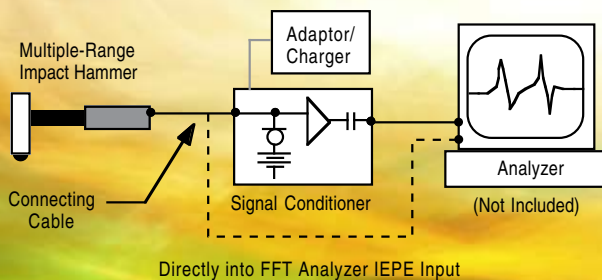 Multiple-Range
Impact Hammer
Adaptor/
Charger
Connecting
Cable
Signal Conditioner
Analyzer
(Not Included)
Directly into FFT Analyzer IEPE Input